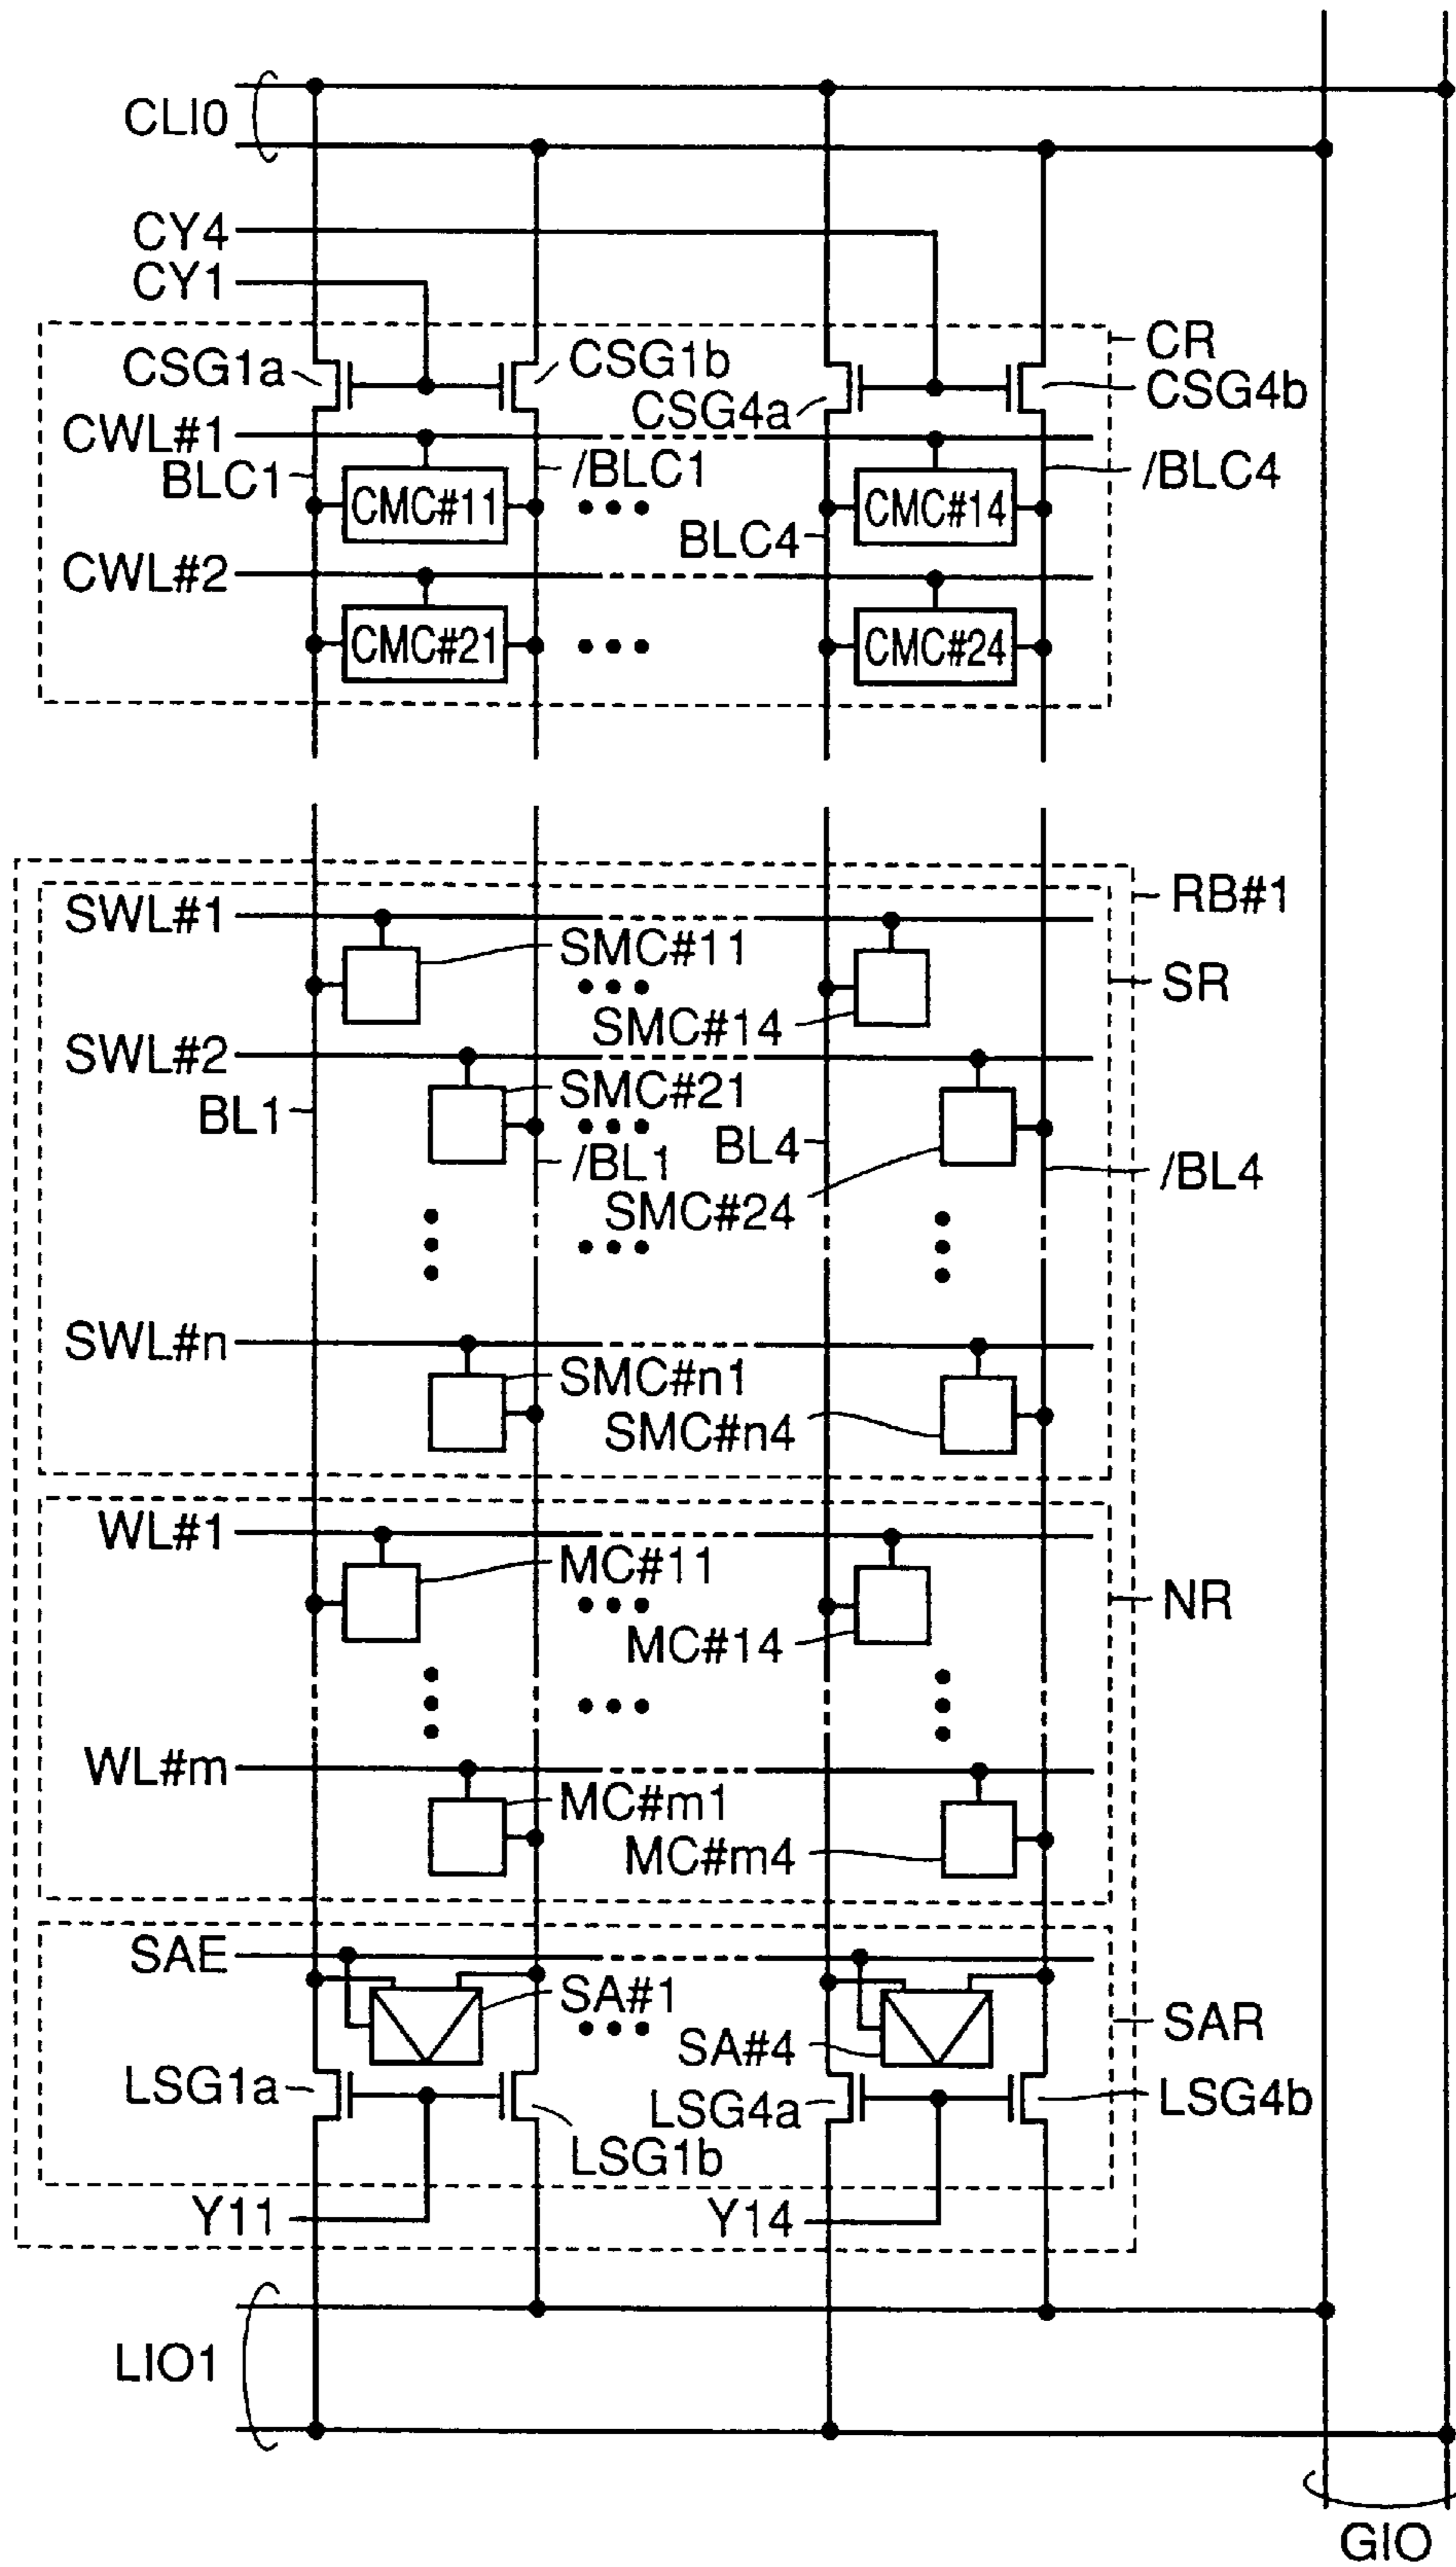 CLI0
CY4
CY1
CR
CSG1a
CSG1b
CSG4a
CSG4b
CWL#1
BLC1
/BLC1
/BLC4
CMC#11
CMC#14
BLC4
CWL#2
CMC#21
CMC#24
RB#1
SWL#1
SMC#11
SR
SMC#14
SWL#2
SMC#21
BL1
/BL1
BL4
/BL4
SMC#24
SWL#n
SMC#n1
SMC#n4
WL#1
MC#11
NR
MC#14
WL#m
MC#m1
MC#m4
SAE
SA#1
SAR
SA#4
LSG1a
LSG4a
LSG4b
LSG1b
Y11
Y14
LIO1
GIO